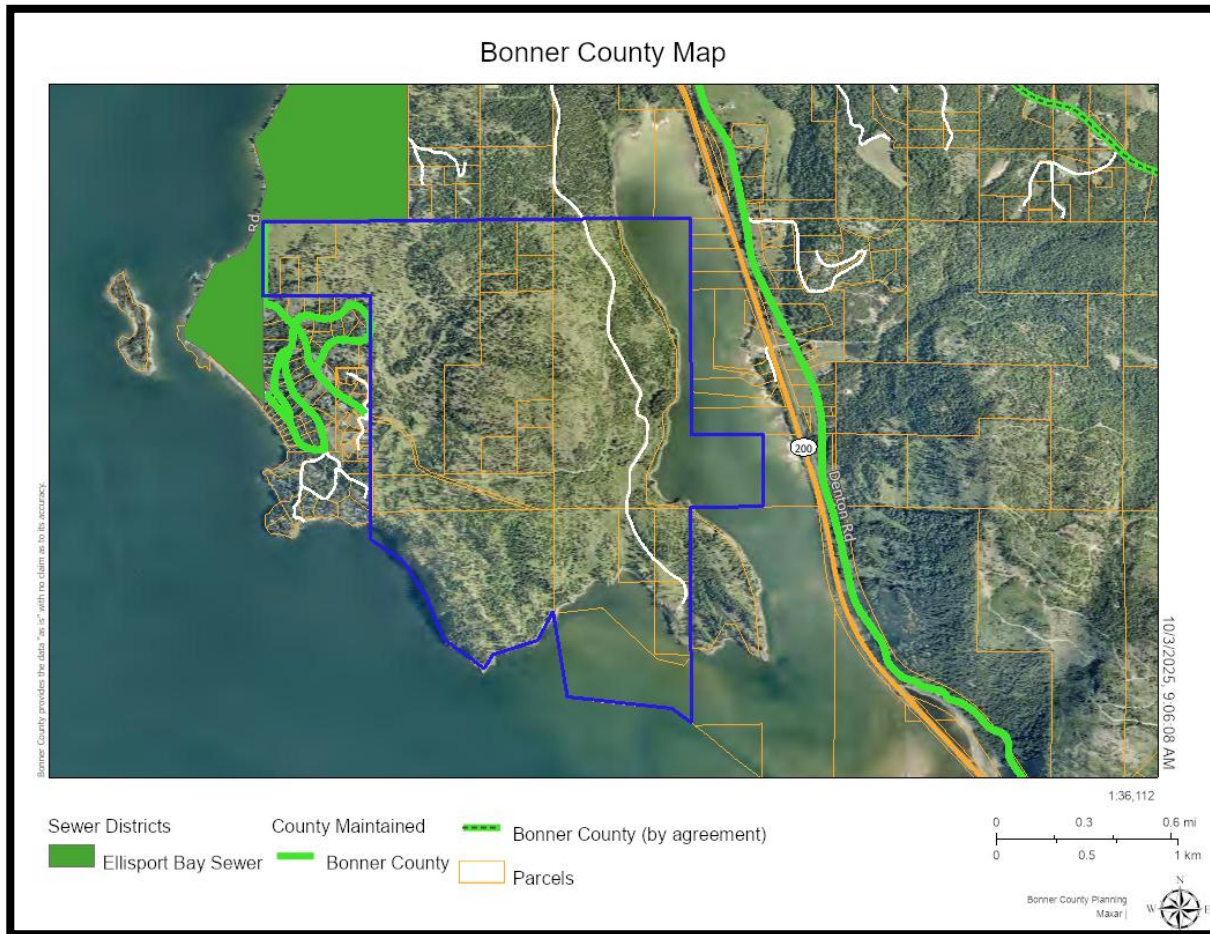 Bonner County Map
Rd
200
Denton Rd
Bonner County provides the data "as is" with no claim as to its accuracy.
10/3/2025, 9:06:08 AM
1:36,112
Sewer Districts
Ellisport Bay Sewer
County Maintained
Bonner County
Bonner County (by agreement)
Parcels
0 0.3 0.6 mi
0 0.5 1 km
Bonner County Planning
Maxar |
N
W E
S